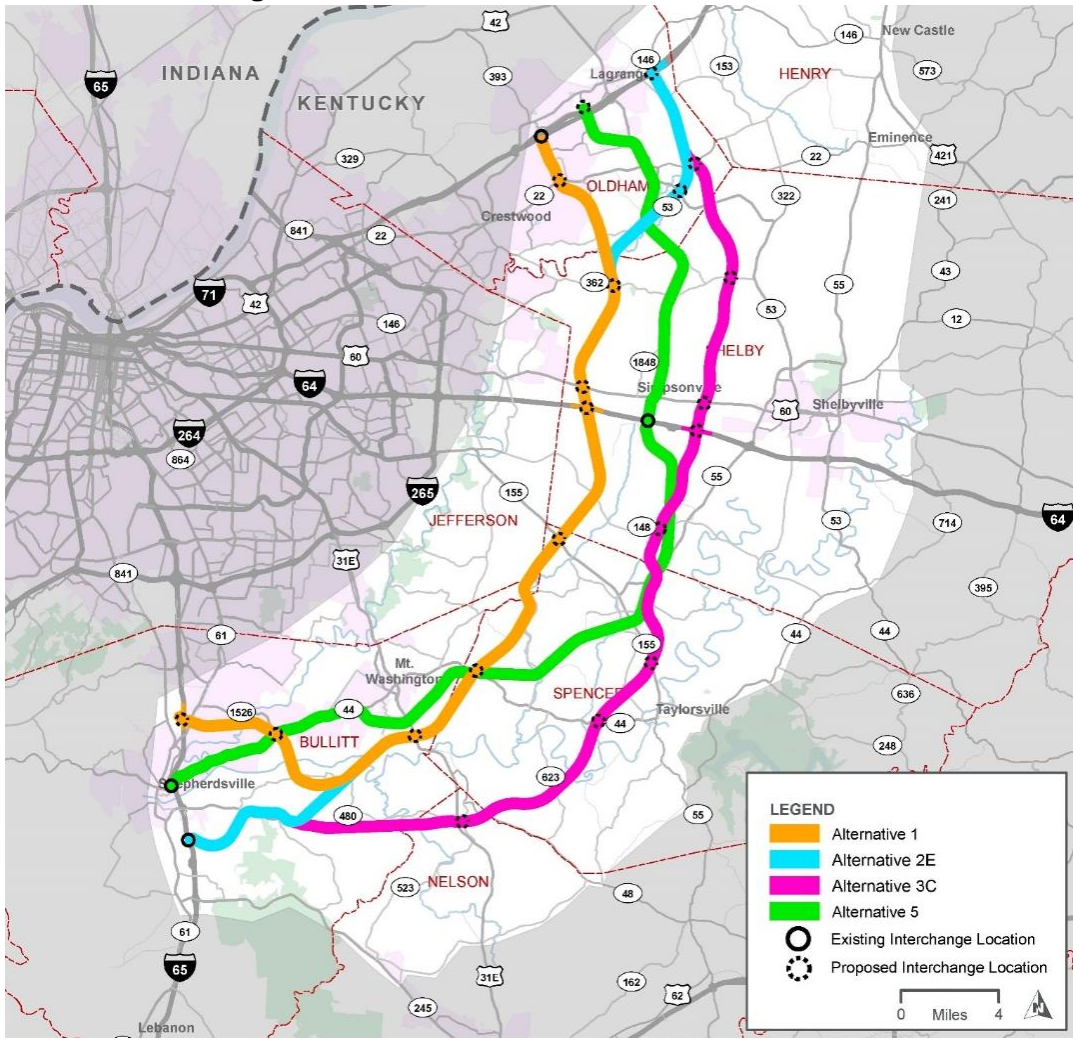 42
146
New Castle
393
146
153
HENRY
573
INDIANA
65
Lagrang
KENTUCKY
Eminence
329
22
421
OLDHAM
22
322
241
53
Crestwood
841
22
43
362
55
71
42
53
12
146
60
1848
HELBY
Simpsonville
64
60
Shelbyville
264
864
55
265
155
JEFFERSON
148
53
714
64
31E
841
395
61
44
44
155
Mt.
Washington
636
SPENCER
Taylorsville
1526
44
44
248
BULLITT
623
Shepherdsville
480
55
NELSON
523
48
61
65
31E
162
62
245
Lebanon
LEGEND
Alternative 1
Alternative 2E
Alternative 3C
Alternative 5
Existing Interchange Location
Proposed Interchange Location
0 Miles 4
N